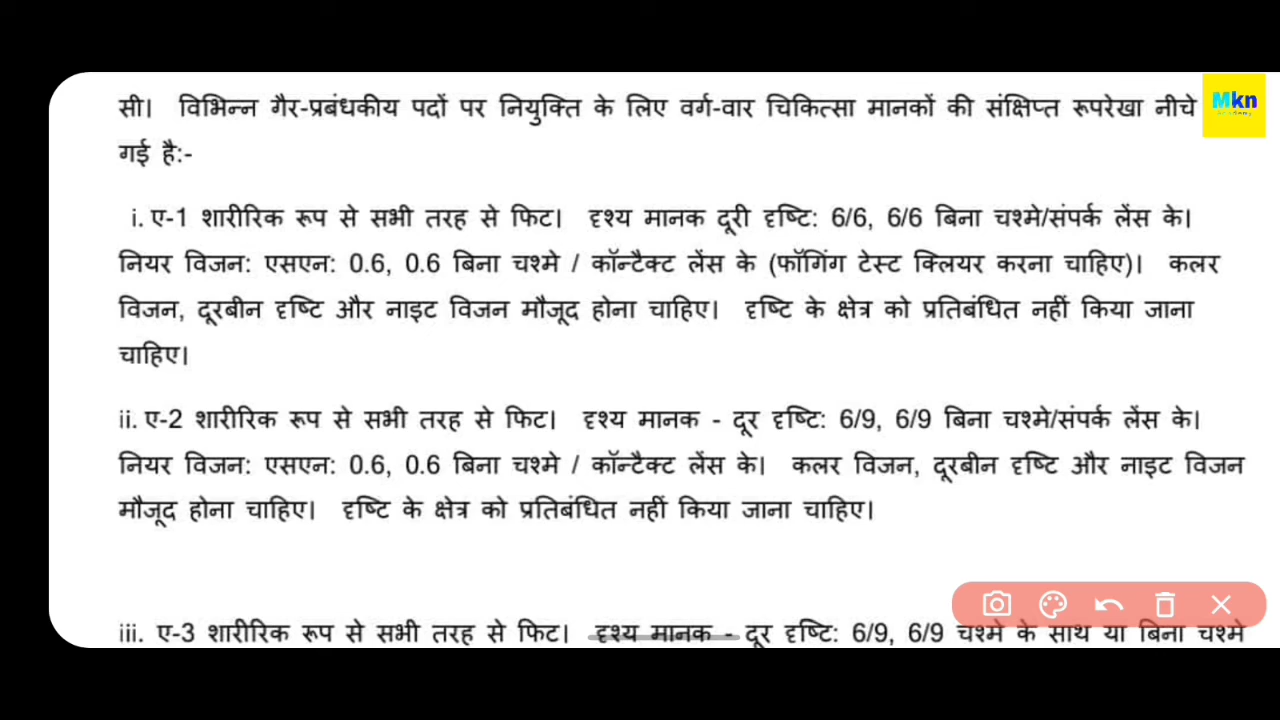 सी। विभिन्न गैर-प्रबंधकीय पदों पर नियुक्ति के लिए वर्ग-वार चिकित्सा मानकों की संक्षिप्त रूपरेखा नीचे
Mkn
Academy
गई है:-
i. ए-1 शारीरिक रूप से सभी तरह से फिट। दृश्य मानक दूरी दृष्टि: 6/6, 6/6 बिना चश्मे/संपर्क लेंस के।
नियर विजन: एसएन: 0.6, 0.6 बिना चश्मे / कॉन्टैक्ट लेंस के (फॉगिंग टेस्ट क्लियर करना चाहिए)। कलर
विजन, दूरबीन दृष्टि और नाइट विजन मौजूद होना चाहिए। दृष्टि के क्षेत्र को प्रतिबंधित नहीं किया जाना
चाहिए।
ii. ए-2 शारीरिक रूप से सभी तरह से फिट। दृश्य मानक - दूर दृष्टि: 6/9, 6/9 बिना चश्मे/संपर्क लेंस के।
नियर विजन: एसएन: 0.6, 0.6 बिना चश्मे / कॉन्टैक्ट लेंस के। कलर विजन, दूरबीन दृष्टि और नाइट विजन
मौजूद होना चाहिए। दृष्टि के क्षेत्र को प्रतिबंधित नहीं किया जाना चाहिए।
iii. ए-3 शारीरिक रूप से सभी तरह से फिट। दृश्य मानक - दूर दृष्टि: 6/9, 6/9 चश्मे के साथ या बिना चश्मे